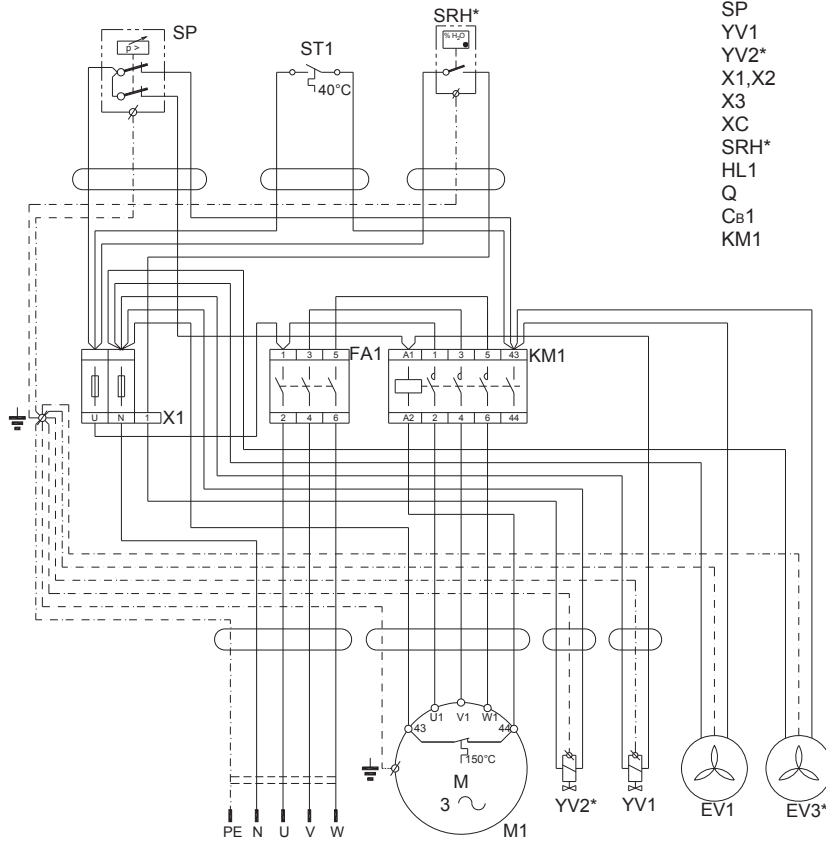 SP
SP
YV1
YV2*
X1,X2
X3
XC
SRH*
HL1
Q
CB1
KM1
SRH*
ST1
p >
% H₂O
40°C
FA1
KM1
1 3 5
A1 1 3 5 43
U N 1
X1
2 4 6
A2 2 4 6 44
U1 V1 W1
43 44
150°C
M
3
M1
YV2* YV1 EV1 EV3*
PE N U V W